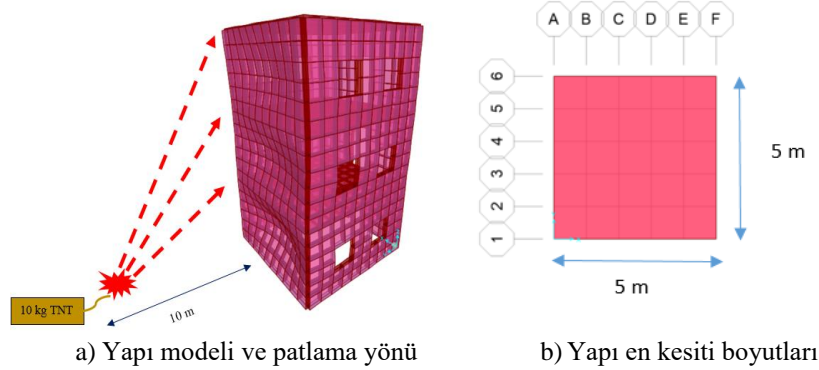 A B C D E F
6
5
4
3
2
1
5 m
5 m
10 kg TNT
10 m
a) Yapı modeli ve patlama yönü
b) Yapı en kesiti boyutları